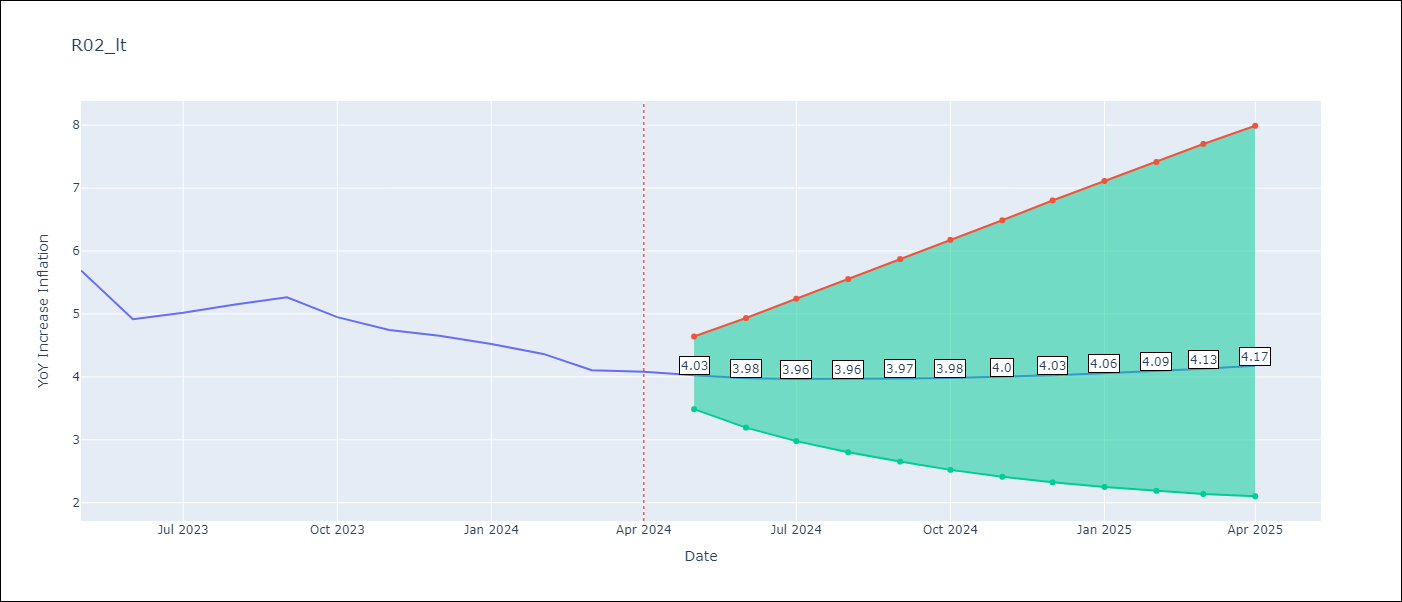 R02_lt
YoY Increase Inflation
8
7
6
5
4
3
2
4.03
3.98
3.96
3.96
3.97
3.98
4.0
4.03
4.06
4.09
4.13
4.17
Jul 2023
Oct 2023
Jan 2024
Apr 2024
Jul 2024
Oct 2024
Jan 2025
Apr 2025
Date